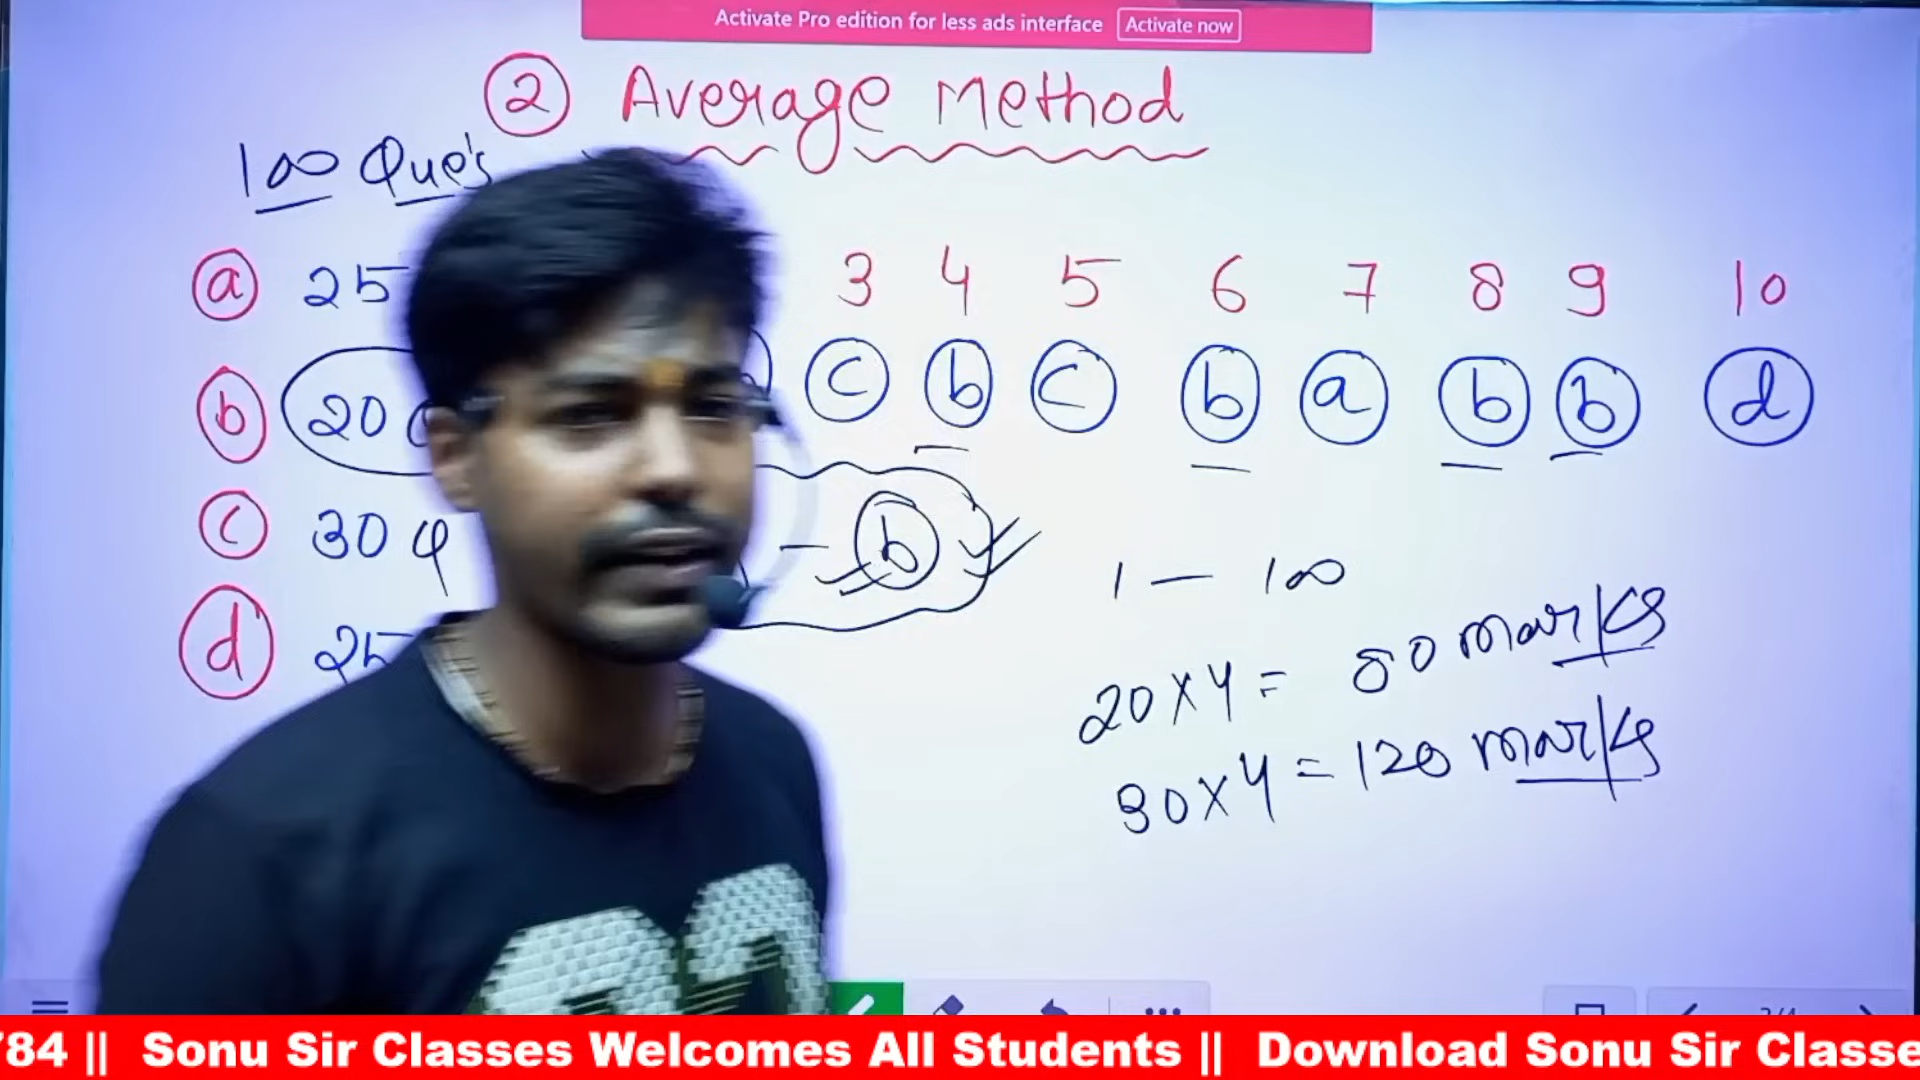 Activate Pro edition for less ads interface Activate now
2 Average Method
100 Que's
a 25
3 4 5 6 7 8 9 10
b 20
c b c b a b b d
c 30 Q
– b
1 – 100
d 25
20 x 4 = 80 marks
30 x 4 = 120 marks
784 || Sonu Sir Classes Welcomes All Students || Download Sonu Sir Classe